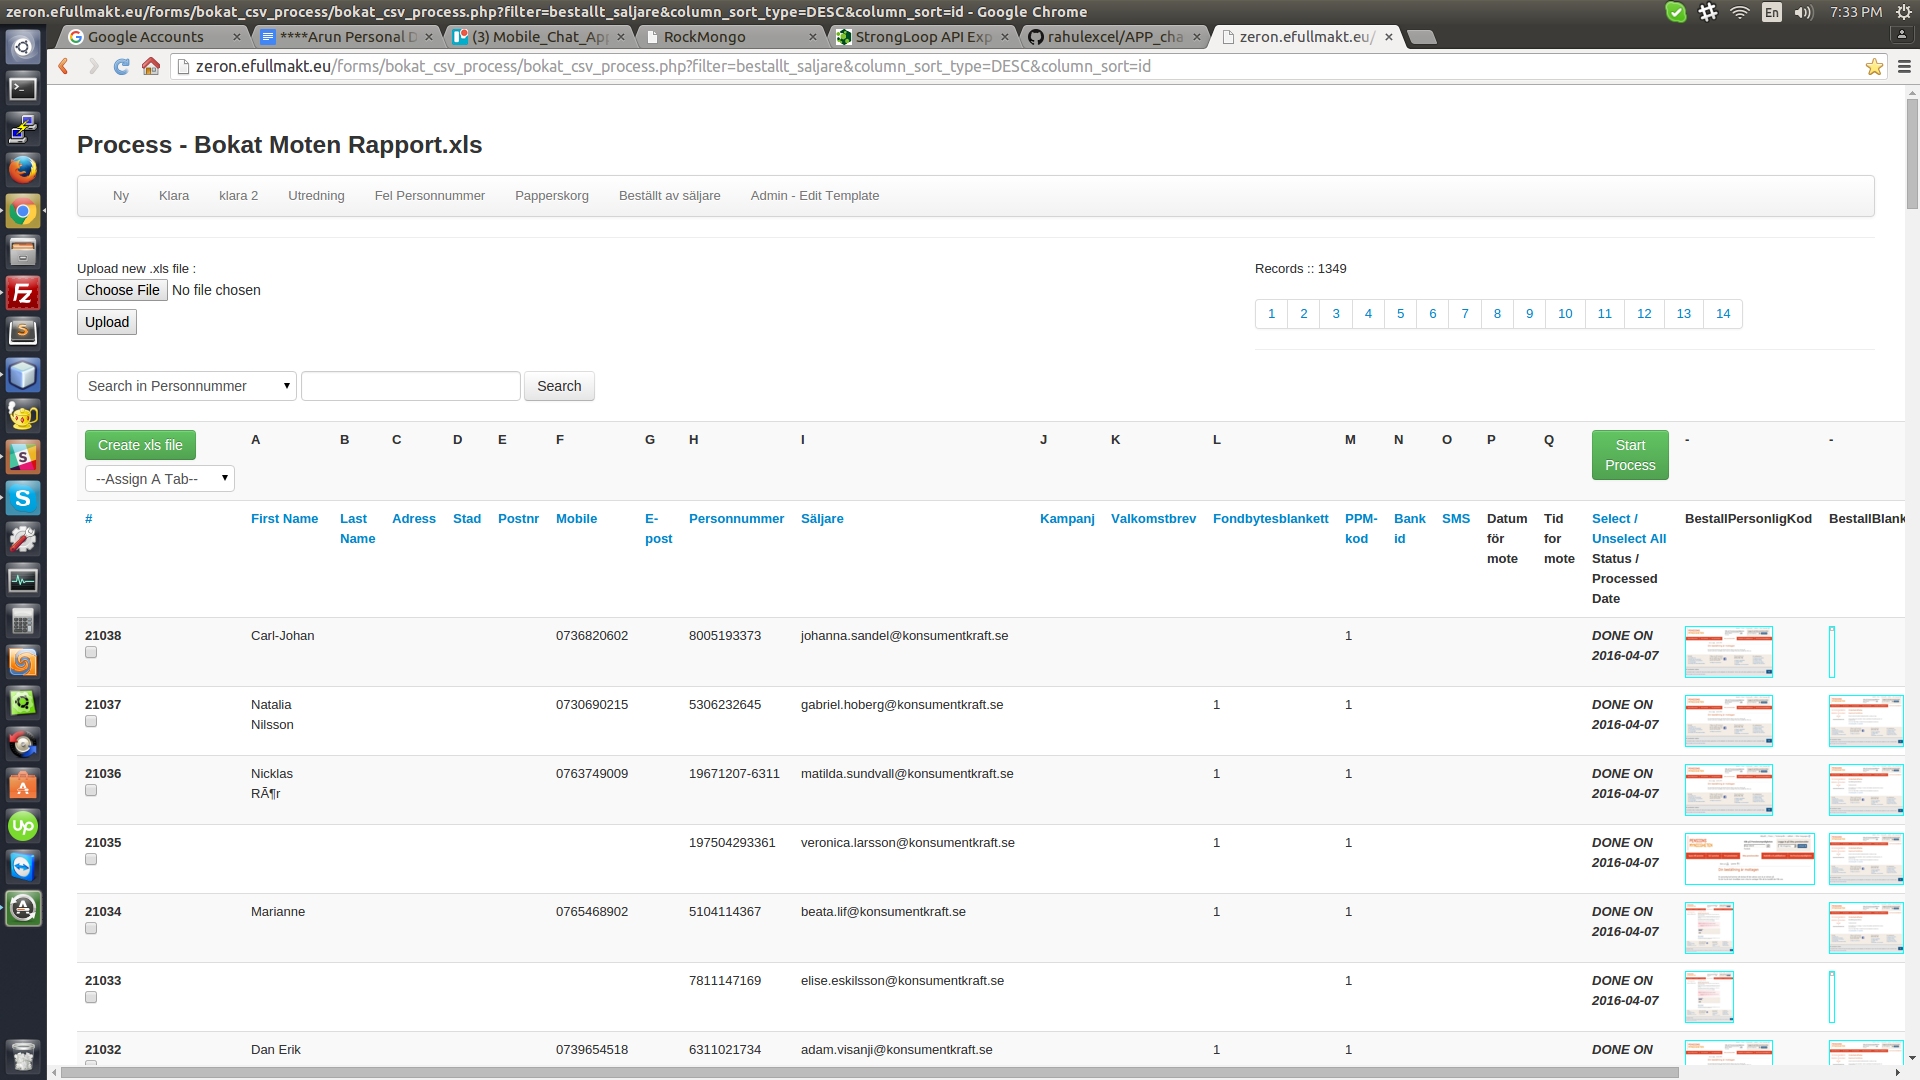 zeron.efullmakt.eu/forms/bokat_csv_process/bokat_csv_process.php?filter=bestallt_saljare&column_sort_type=DESC&column_sort=id - Google Chrome
En
7:33 PM
Google Accounts
****Arun Personal D
(3) Mobile_Chat_App
RockMongo
StrongLoop API Exp
rahulexcel/APP_cha
zeron.efullmakt.eu/
zeron.efullmakt.eu/forms/bokat_csv_process/bokat_csv_process.php?filter=bestallt_saljare&column_sort_type=DESC&column_sort=id
Process - Bokat Moten Rapport.xls
Ny Klara klara 2 Utredning Fel Personnummer Papperskorg Beställt av säljare Admin - Edit Template
Upload new .xls file :
Choose File No file chosen
Upload
Records :: 1349
1 2 3 4 5 6 7 8 9 10 11 12 13 14
Search in Personnummer
Search
Create xls file
--Assign A Tab--
A B C D E F G H I J K L M N O P Q
Start Process
- -
# First Name Last Name Adress Stad Postnr Mobile E-post Personnummer Säljare Kampanj Valkomstbrev Fondbytesblankett PPM-kod Bank id SMS Datum för mote Tid for mote Select / Unselect All Status / Processed Date BestallPersonligKod BestallBlank
21038 Carl-Johan 0736820602 8005193373 johanna.sandel@konsumentkraft.se 1 DONE ON 2016-04-07
21037 Natalia Nilsson 0730690215 5306232645 gabriel.hoberg@konsumentkraft.se 1 1 DONE ON 2016-04-07
21036 Nicklas RÃ¶r 0763749009 19671207-6311 matilda.sundvall@konsumentkraft.se 1 1 DONE ON 2016-04-07
21035 197504293361 veronica.larsson@konsumentkraft.se 1 1 DONE ON 2016-04-07
21034 Marianne 0765468902 5104114367 beata.lif@konsumentkraft.se 1 1 DONE ON 2016-04-07
21033 7811147169 elise.eskilsson@konsumentkraft.se 1 DONE ON 2016-04-07
21032 Dan Erik 0739654518 6311021734 adam.visanji@konsumentkraft.se 1 1 DONE ON